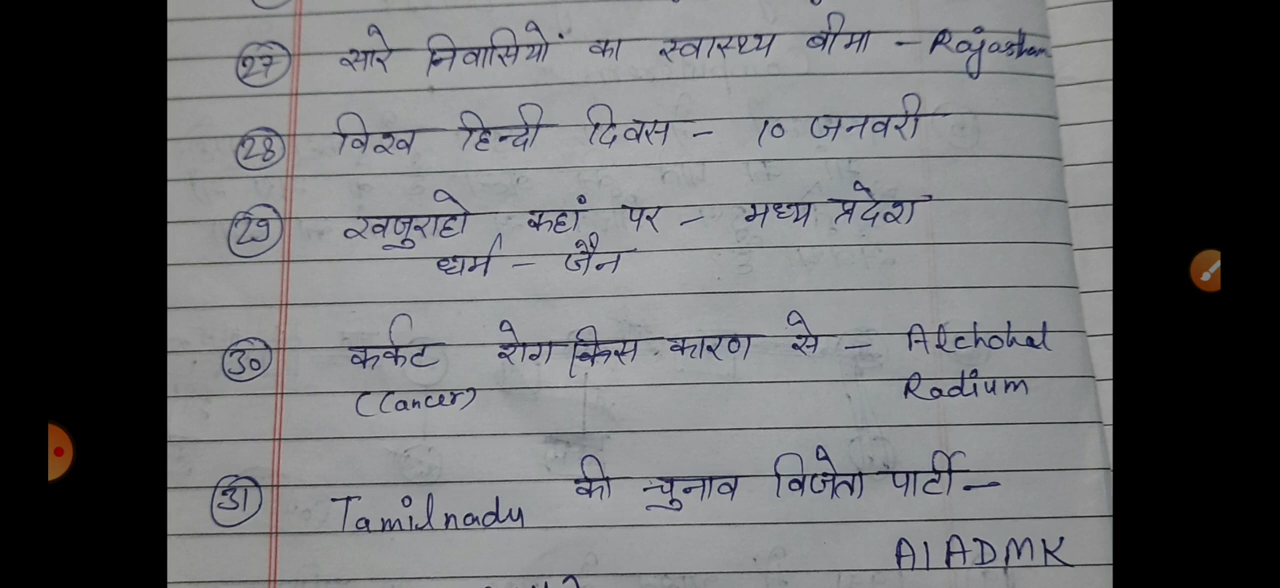 27 सारे निवासियों का स्वास्थ्य बीमा - Rajasthan
28 विश्व हिन्दी दिवस - 10 जनवरी
29 खजुराहो कहां पर - मध्य प्रदेश
धर्म - जैन
30 कर्कट रोग किस कारण से - Alchohal
(Cancer) Radium
31 Tamilnadu की चुनाव विजेता पार्टी -
AIADMK